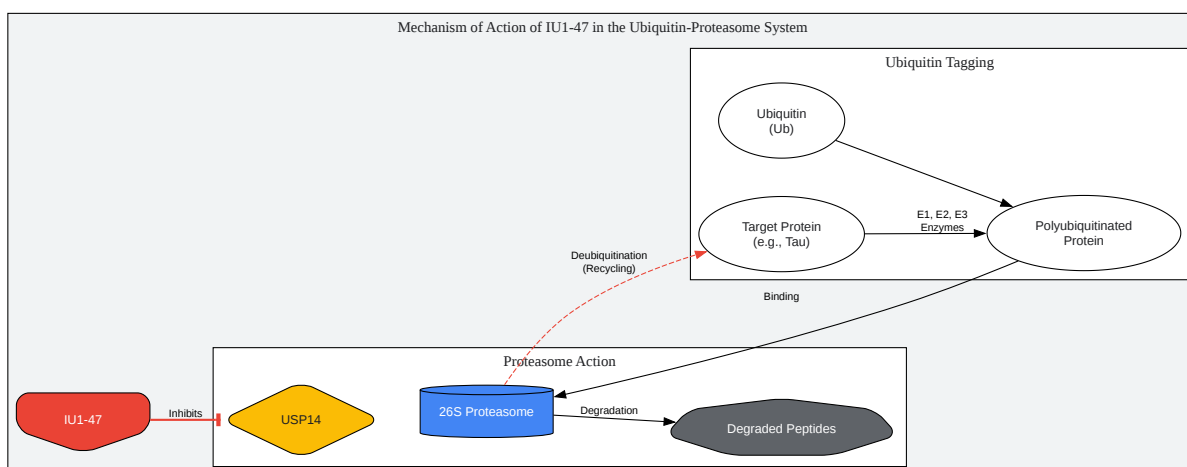 Mechanism of Action of IU1-47 in the Ubiquitin-Proteasome System
Ubiquitin Tagging
Ubiquitin
(Ub)
Target Protein
(e.g., Tau)
E1, E2, E3
Enzymes
Polyubiquitinated
Protein
Deubiquitination
(Recycling)
Binding
Proteasome Action
IU1-47
Inhibits
USP14
26S Proteasome
Degradation
Degraded Peptides